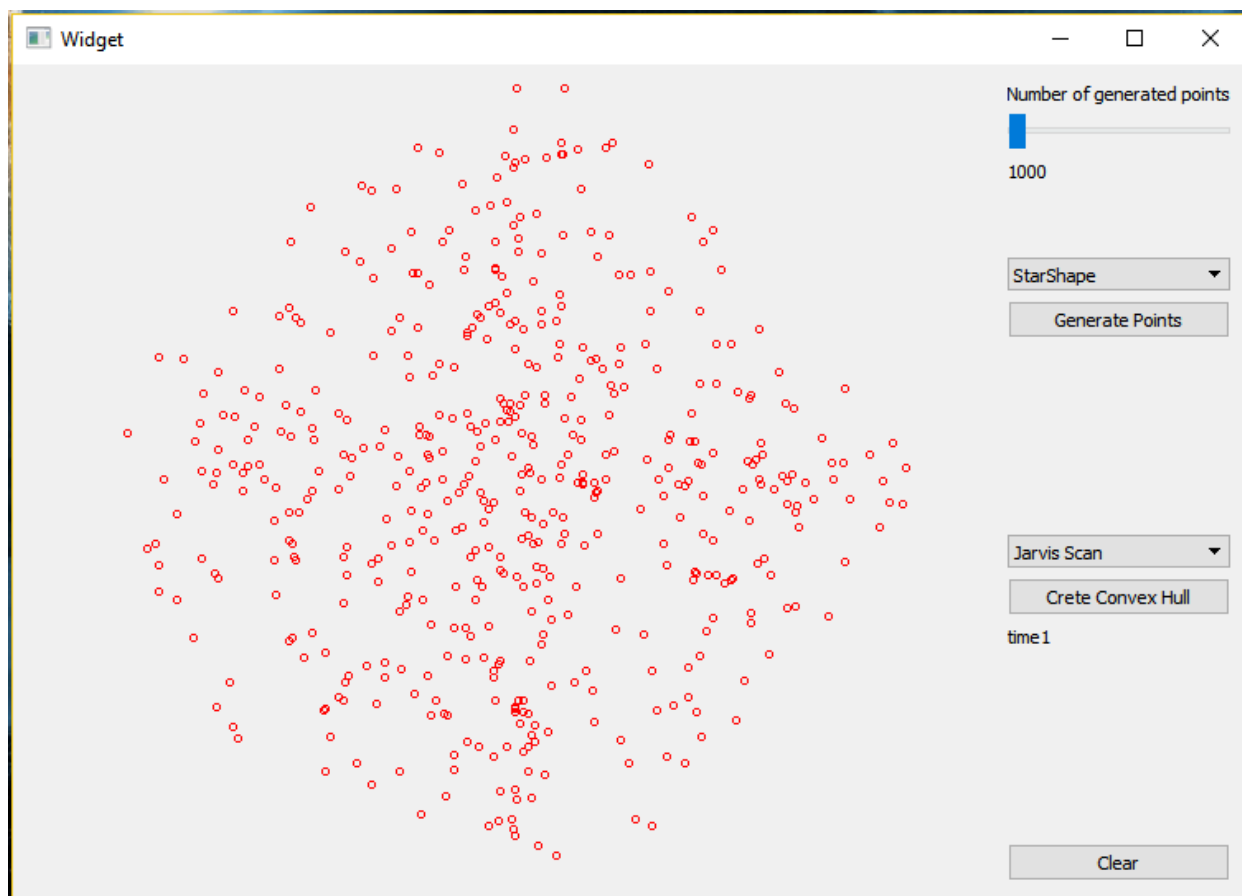 Widget
Number of generated points
1000
StarShape
Generate Points
Jarvis Scan
Crete Convex Hull
time1
Clear